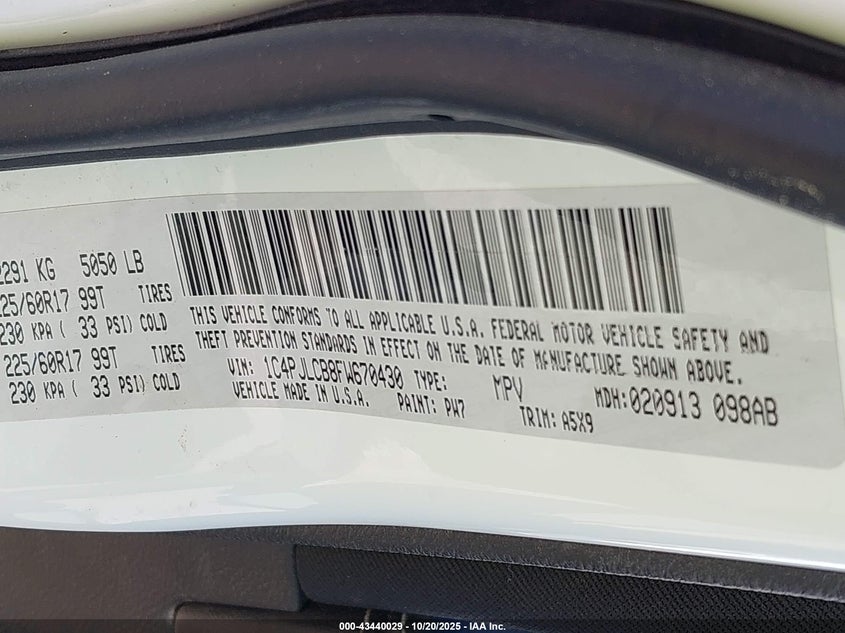 2291 KG 5050 LB
225/60R17 99T TIRES
230 KPA ( 33 PSI) COLD
225/60R17 99T TIRES
230 KPA ( 33 PSI) COLD
THIS VEHICLE CONFORMS TO ALL APPLICABLE U.S.A. FEDERAL MOTOR VEHICLE SAFETY AND
THEFT PREVENTION STANDARDS IN EFFECT ON THE DATE OF MANUFACTURE SHOWN ABOVE.
VIN: 1C4PJLCB8FW670430 TYPE: MPV MDH:020913 098AB
VEHICLE MADE IN U.S.A. PAINT: PW7 TRIM: A5X9
000-43440029 - 10/20/2025 - IAA Inc.